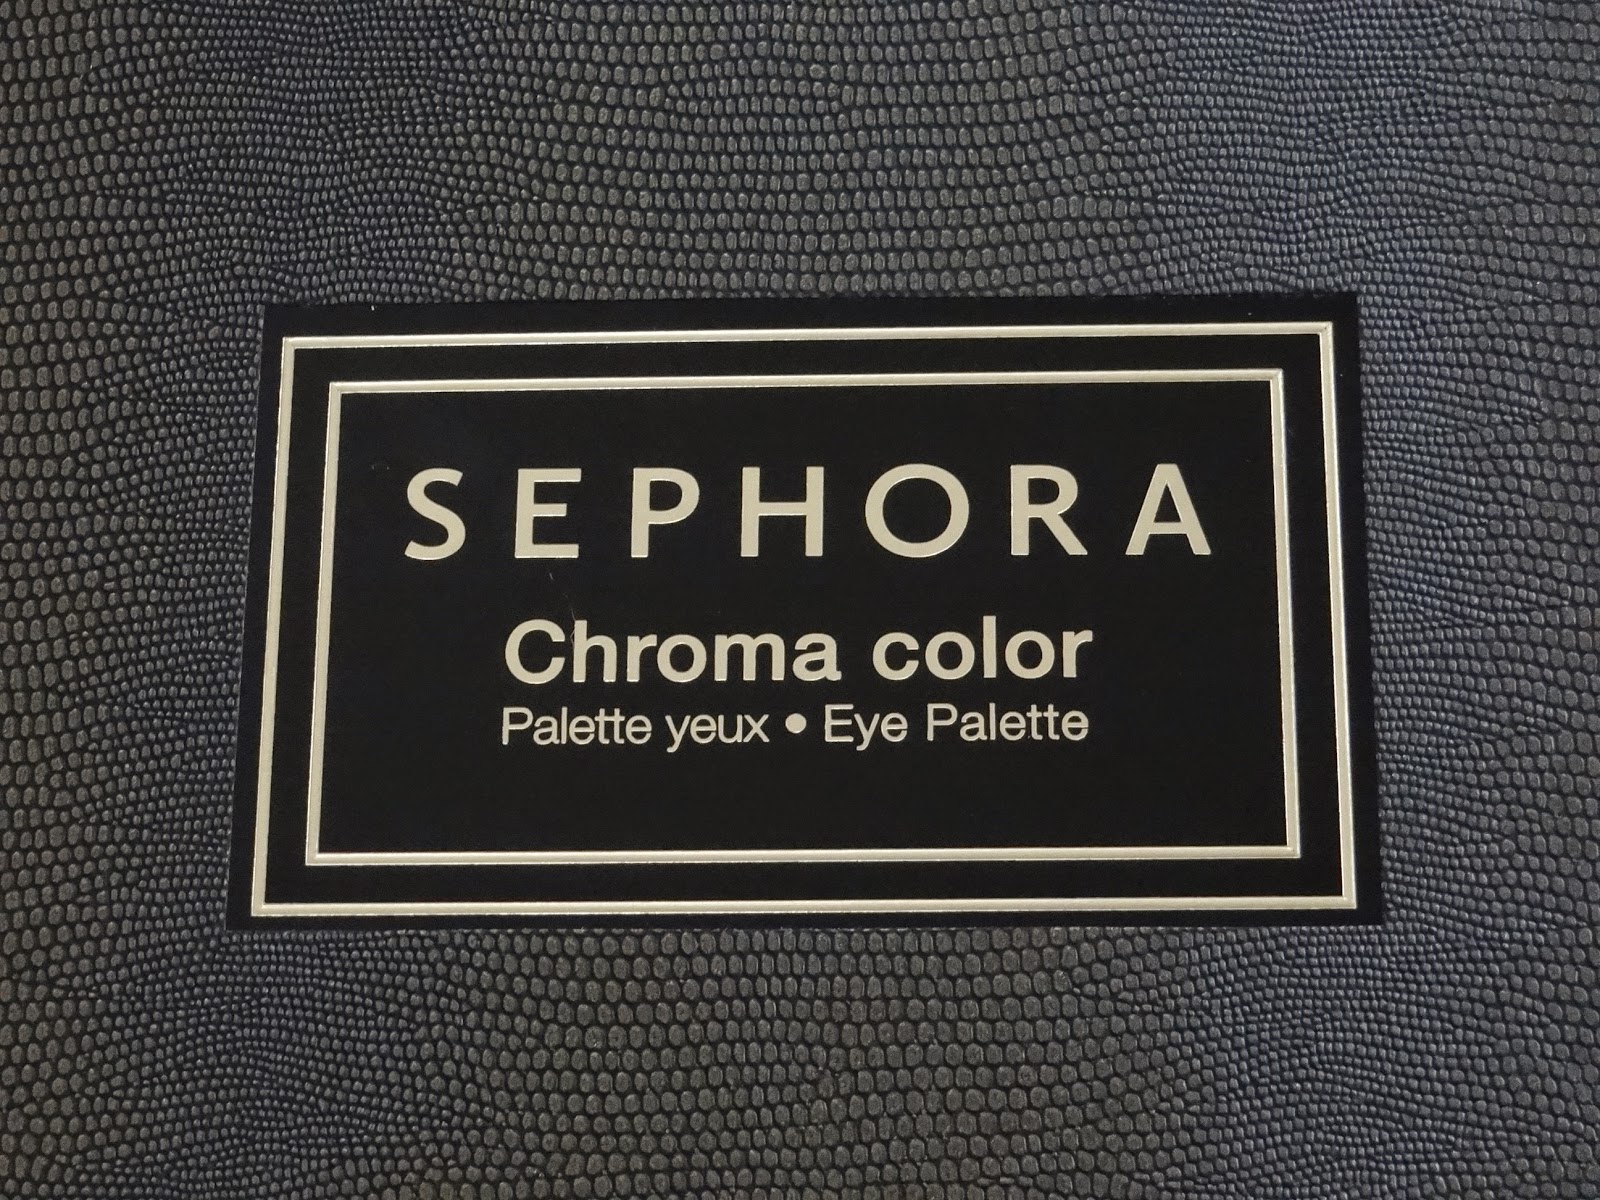 SEPHORA
Chroma color
Palette yeux • Eye Palette